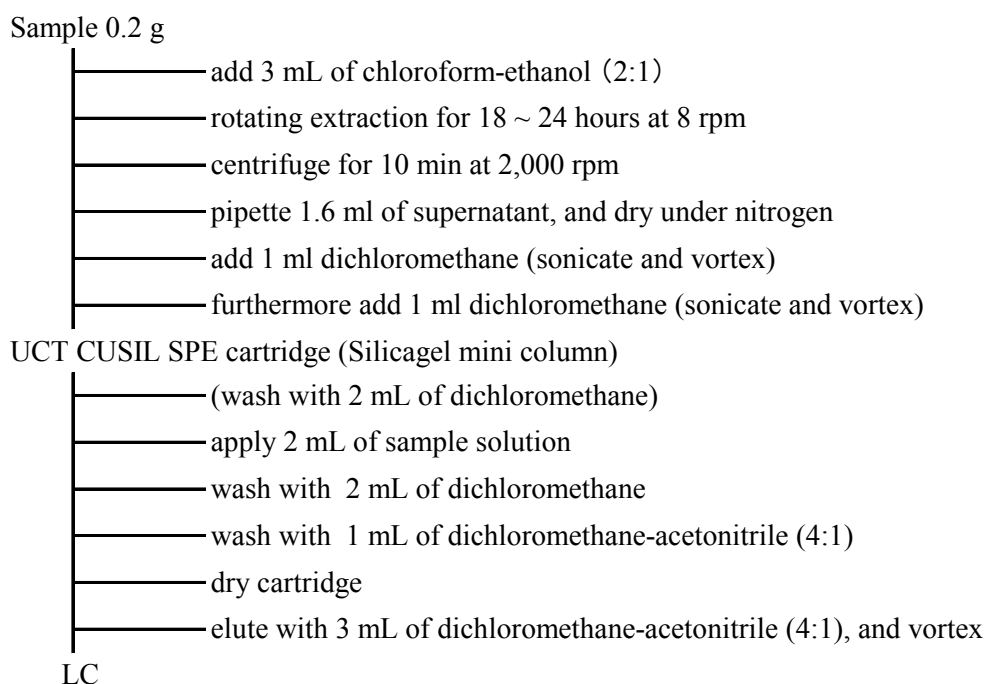 Sample 0.2 g
add 3 mL of chloroform-ethanol（2:1）
rotating extraction for 18 ~ 24 hours at 8 rpm
centrifuge for 10 min at 2,000 rpm
pipette 1.6 ml of supernatant, and dry under nitrogen
add 1 ml dichloromethane (sonicate and vortex)
furthermore add 1 ml dichloromethane (sonicate and vortex)
UCT CUSIL SPE cartridge (Silicagel mini column)
(wash with 2 mL of dichloromethane)
apply 2 mL of sample solution
wash with  2 mL of dichloromethane
wash with  1 mL of dichloromethane-acetonitrile (4:1)
dry cartridge
elute with 3 mL of dichloromethane-acetonitrile (4:1), and vortex
LC